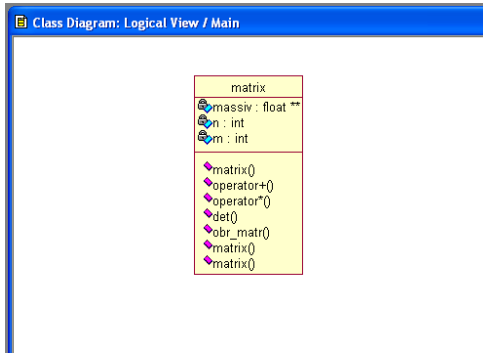 Class Diagram: Logical View / Main
matrix
massiv : float **
n : int
m : int
matrix()
operator+()
operator*()
det()
obr_matr()
matrix()
matrix()